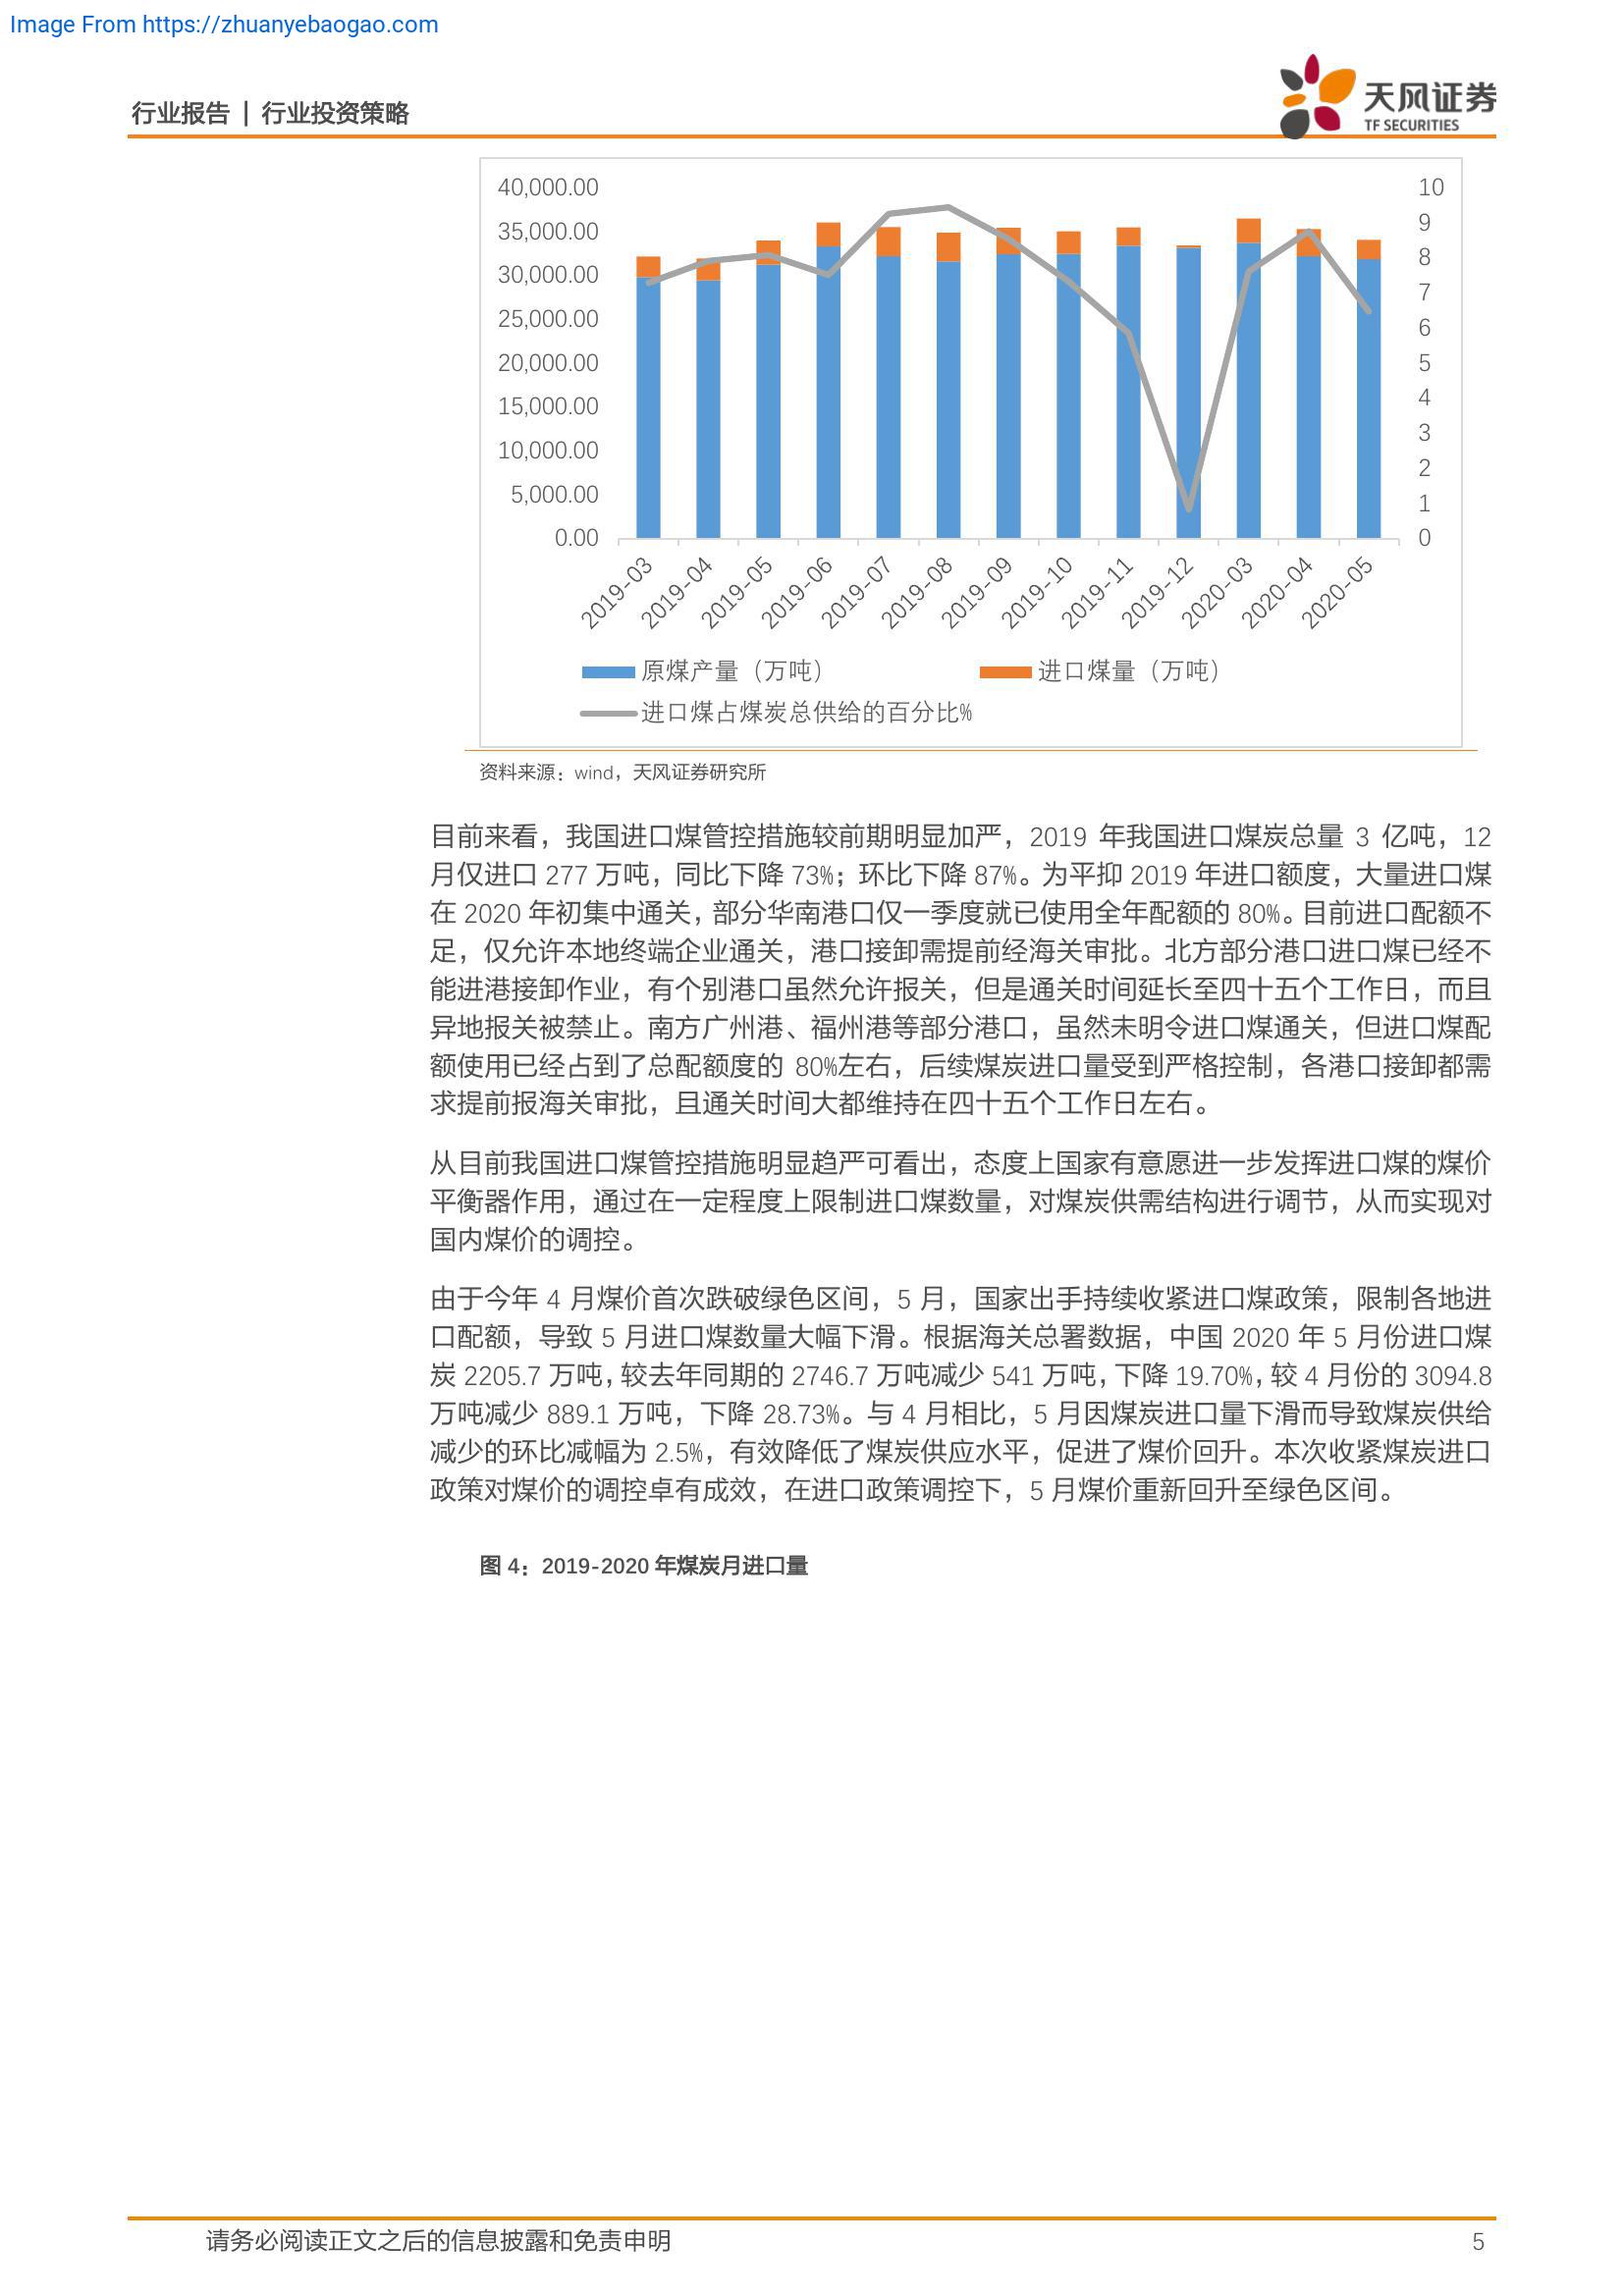 Image From https://zhuanyebaogao.com
行业报告 | 行业投资策略
天风证券
TF SECURITIES
40,000.00
35,000.00
30,000.00
25,000.00
20,000.00
15,000.00
10,000.00
5,000.00
0.00
10
9
8
7
6
5
4
3
2
1
0
2019-03
2019-04
2019-05
2019-06
2019-07
2019-08
2019-09
2019-10
2019-11
2019-12
2020-03
2020-04
2020-05
原煤产量（万吨）
进口煤量（万吨）
进口煤占煤炭总供给的百分比%
资料来源：wind，天风证券研究所
目前来看，我国进口煤管控措施较前期明显加严，2019 年我国进口煤炭总量 3 亿吨，12
月仅进口 277 万吨，同比下降 73%；环比下降 87%。为平抑 2019 年进口额度，大量进口煤
在 2020 年初集中通关，部分华南港口仅一季度就已使用全年配额的 80%。目前进口配额不
足，仅允许本地终端企业通关，港口接卸需提前经海关审批。北方部分港口进口煤已经不
能进港接卸作业，有个别港口虽然允许报关，但是通关时间延长至四十五个工作日，而且
异地报关被禁止。南方广州港、福州港等部分港口，虽然未明令进口煤通关，但进口煤配
额使用已经占到了总配额度的 80%左右，后续煤炭进口量受到严格控制，各港口接卸都需
求提前报海关审批，且通关时间大都维持在四十五个工作日左右。
从目前我国进口煤管控措施明显趋严可看出，态度上国家有意愿进一步发挥进口煤的煤价
平衡器作用，通过在一定程度上限制进口煤数量，对煤炭供需结构进行调节，从而实现对
国内煤价的调控。
由于今年 4 月煤价首次跌破绿色区间，5 月，国家出手持续收紧进口煤政策，限制各地进
口配额，导致 5 月进口煤数量大幅下滑。根据海关总署数据，中国 2020 年 5 月份进口煤
炭 2205.7 万吨，较去年同期的 2746.7 万吨减少 541 万吨，下降 19.70%，较 4 月份的 3094.8
万吨减少 889.1 万吨，下降 28.73%。与 4 月相比，5 月因煤炭进口量下滑而导致煤炭供给
减少的环比减幅为 2.5%，有效降低了煤炭供应水平，促进了煤价回升。本次收紧煤炭进口
政策对煤价的调控卓有成效，在进口政策调控下，5 月煤价重新回升至绿色区间。
图 4：2019-2020 年煤炭月进口量
请务必阅读正文之后的信息披露和免责申明
5